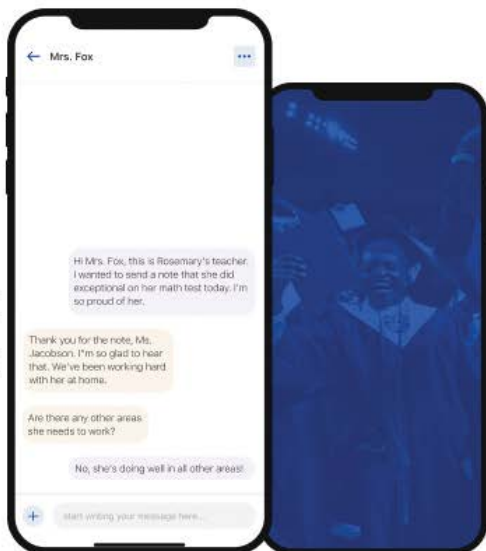 Mrs. Fox
Hi Mrs. Fox, this is Rosemary's teacher.
I wanted to send a note that she did
exceptional on her math test today. I'm
so proud of her.
Thank you for the note, Ms.
Jacobson. I"m so glad to hear
that. We've been working hard
with her at home.
Are there any other areas
she needs to work?
No, she's doing well in all other areas!
start writing your message here...